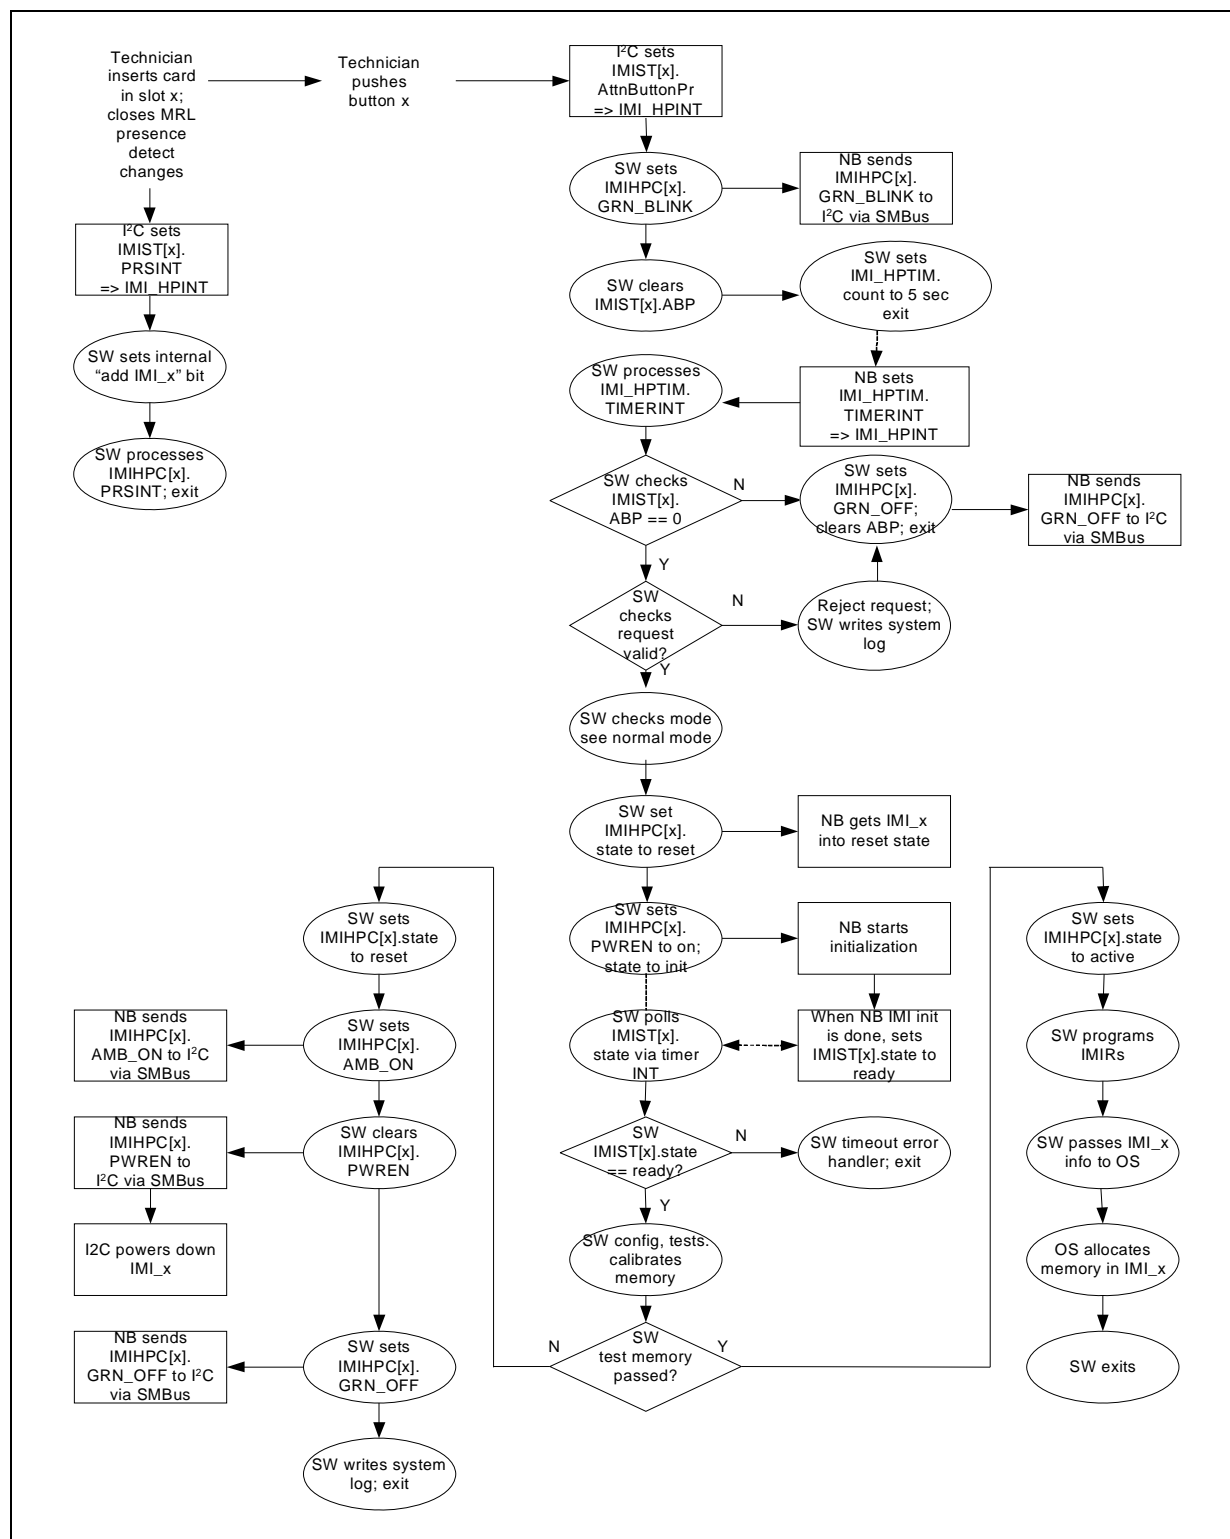 Technician
inserts card
in slot x;
closes MRL
presence
detect
changes
Technician
pushes
button x
I²C sets
IMIST[x].
AttnButtonPr
=> IMI_HPINT
SW sets
IMIHPC[x].
GRN_BLINK
NB sends
IMIHPC[x].
GRN_BLINK to
I²C via SMBus
I²C sets
IMIST[x].
PRSINT
=> IMI_HPINT
SW clears
IMIST[x].ABP
SW sets
IMI_HPTIM.
count to 5 sec
exit
SW sets internal
“add IMI_x” bit
SW processes
IMI_HPTIM.
TIMERINT
NB sets
IMI_HPTIM.
TIMERINT
=> IMI_HPINT
SW processes
IMIHPC[x].
PRSINT; exit
SW checks
IMIST[x].
ABP == 0
N
SW sets
IMIHPC[x].
GRN_OFF;
clears ABP; exit
NB sends
IMIHPC[x].
GRN_OFF to I²C
via SMBus
Y
SW
checks
request
valid?
N
Reject request;
SW writes system
log
Y
SW checks mode
see normal mode
SW set
IMIHPC[x].
state to reset
NB gets IMI_x
into reset state
SW sets
IMIHPC[x].state
to reset
SW sets
IMIHPC[x].
PWREN to on;
state to init
NB starts
initialization
SW sets
IMIHPC[x].state
to active
NB sends
IMIHPC[x].
AMB_ON to I²C
via SMBus
SW sets
IMIHPC[x].
AMB_ON
SW polls
IMIST[x].
state via timer
INT
When NB IMI init
is done, sets
IMIST[x].state to
ready
SW programs
IMIRs
NB sends
IMIHPC[x].
PWREN to
I²C via SMBus
SW clears
IMIHPC[x].
PWREN
SW
IMIST[x].state
== ready?
N
SW timeout error
handler; exit
SW passes IMI_x
info to OS
Y
I2C powers down
IMI_x
SW config, tests.
calibrates
memory
OS allocates
memory in IMI_x
NB sends
IMIHPC[x].
GRN_OFF to I²C
via SMBus
SW sets
IMIHPC[x].
GRN_OFF
N
SW
test memory
passed?
Y
SW exits
SW writes system
log; exit